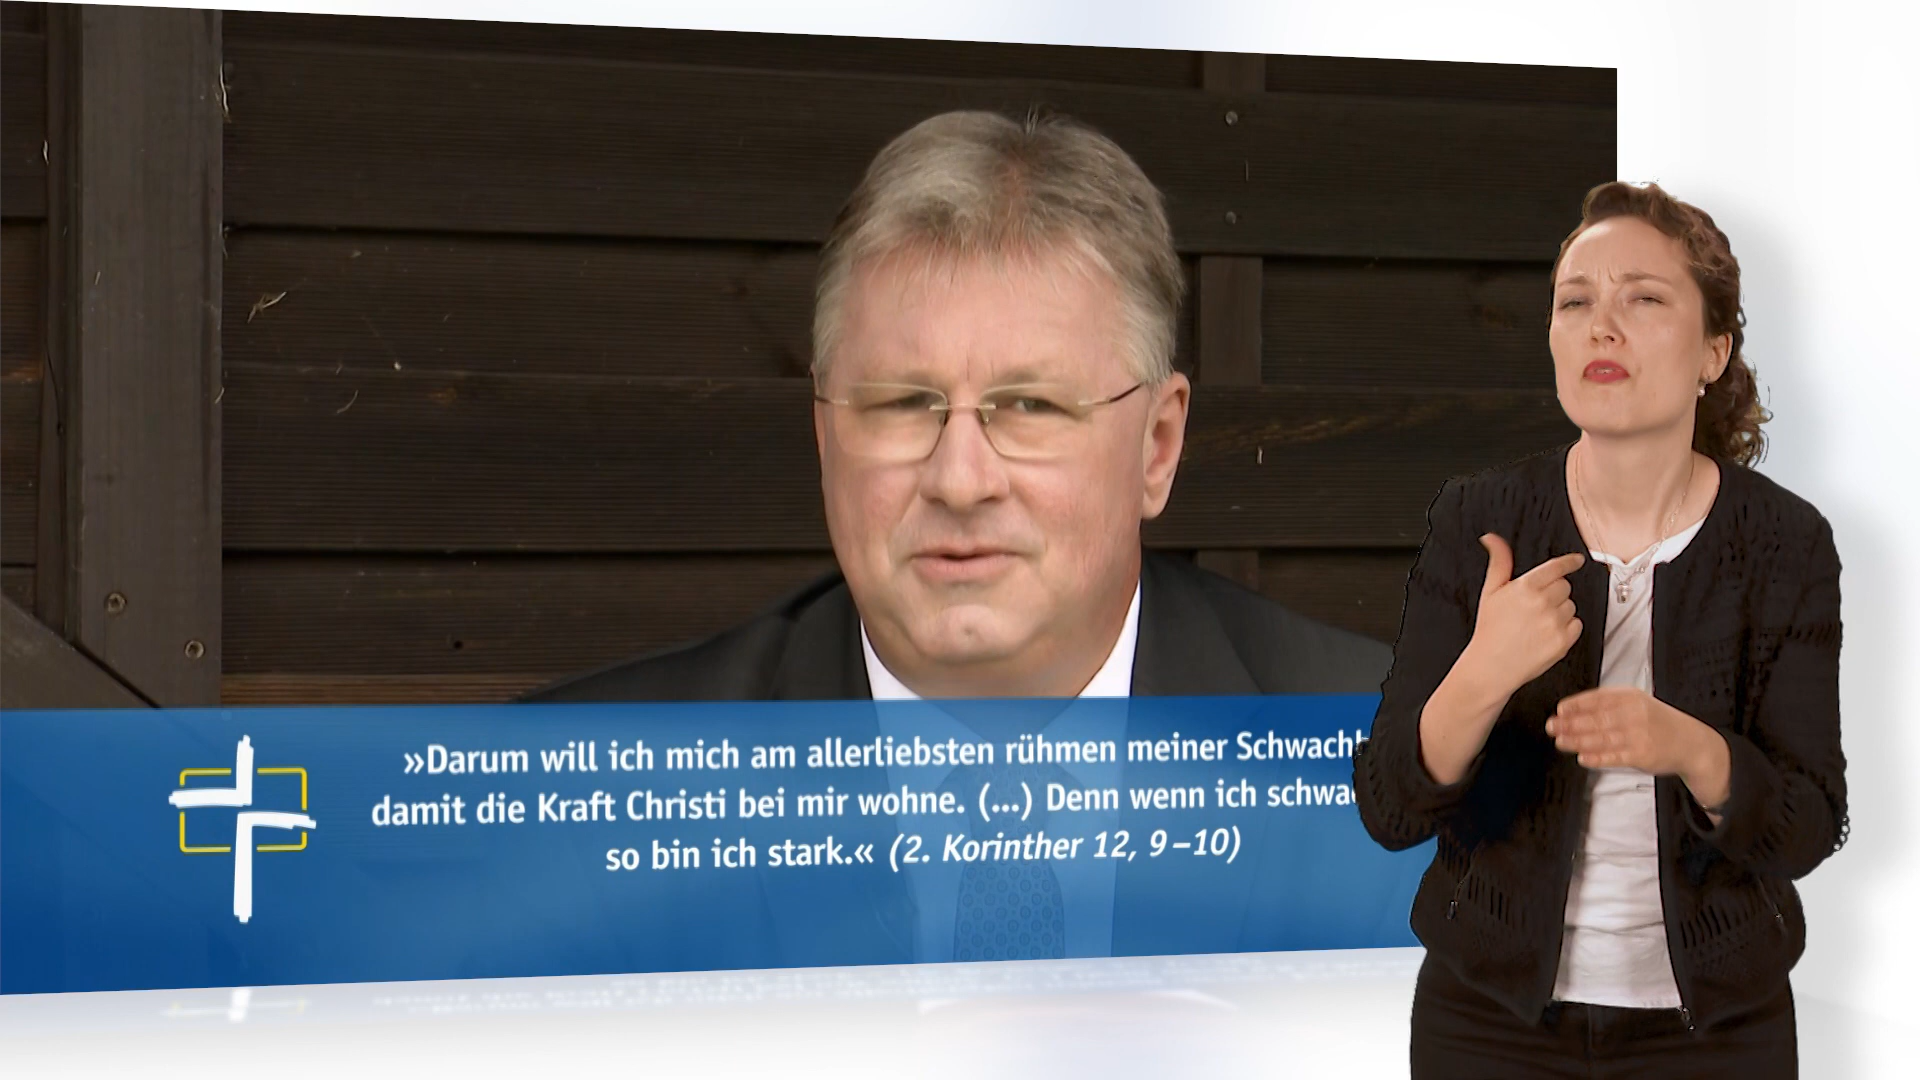 »Darum will ich mich am allerliebsten rühmen meiner
damit die Kraft Christi bei mir wohne. (...) Denn wenn ich
so bin ich stark.« (2. Korinther 12, 9–10)